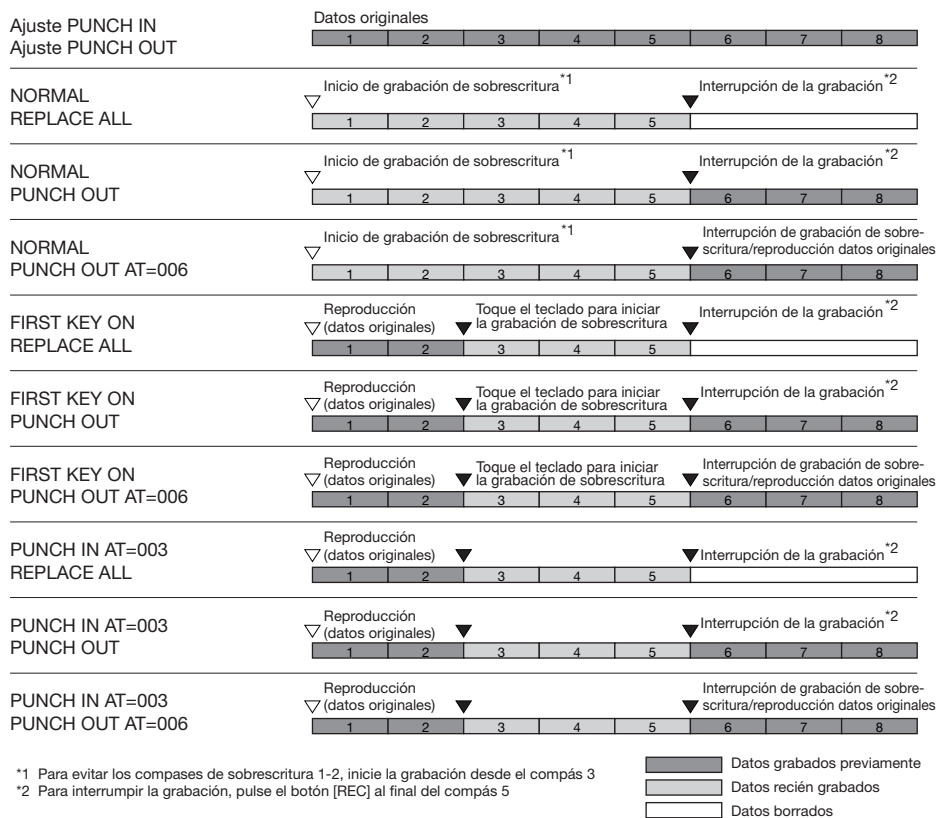 Ajuste PUNCH IN
Ajuste PUNCH OUT
Datos originales
1 2 3 4 5 6 7 8
NORMAL
REPLACE ALL
Inicio de grabación de sobrescritura*1
Interrupción de la grabación*2
1 2 3 4 5
NORMAL
PUNCH OUT
Inicio de grabación de sobrescritura*1
Interrupción de la grabación*2
1 2 3 4 5 6 7 8
NORMAL
PUNCH OUT AT=006
Inicio de grabación de sobrescritura*1
Interrupción de grabación de sobre-
scritura/reproducción datos originales
1 2 3 4 5 6 7 8
FIRST KEY ON
REPLACE ALL
Reproducción
(datos originales)
Toque el teclado para iniciar
la grabación de sobrescritura
Interrupción de la grabación*2
1 2 3 4 5
FIRST KEY ON
PUNCH OUT
Reproducción
(datos originales)
Toque el teclado para iniciar
la grabación de sobrescritura
Interrupción de la grabación*2
1 2 3 4 5 6 7 8
FIRST KEY ON
PUNCH OUT AT=006
Reproducción
(datos originales)
Toque el teclado para iniciar
la grabación de sobrescritura
Interrupción de grabación de sobre-
scritura/reproducción datos originales
1 2 3 4 5 6 7 8
PUNCH IN AT=003
REPLACE ALL
Reproducción
(datos originales)
Interrupción de la grabación*2
1 2 3 4 5
PUNCH IN AT=003
PUNCH OUT
Reproducción
(datos originales)
Interrupción de la grabación*2
1 2 3 4 5 6 7 8
PUNCH IN AT=003
PUNCH OUT AT=006
Reproducción
(datos originales)
Interrupción de grabación de sobre-
scritura/reproducción datos originales
1 2 3 4 5 6 7 8
*1 Para evitar los compases de sobrescritura 1-2, inicie la grabación desde el compás 3
*2 Para interrumpir la grabación, pulse el botón [REC] al final del compás 5
Datos grabados previamente
Datos recién grabados
Datos borrados